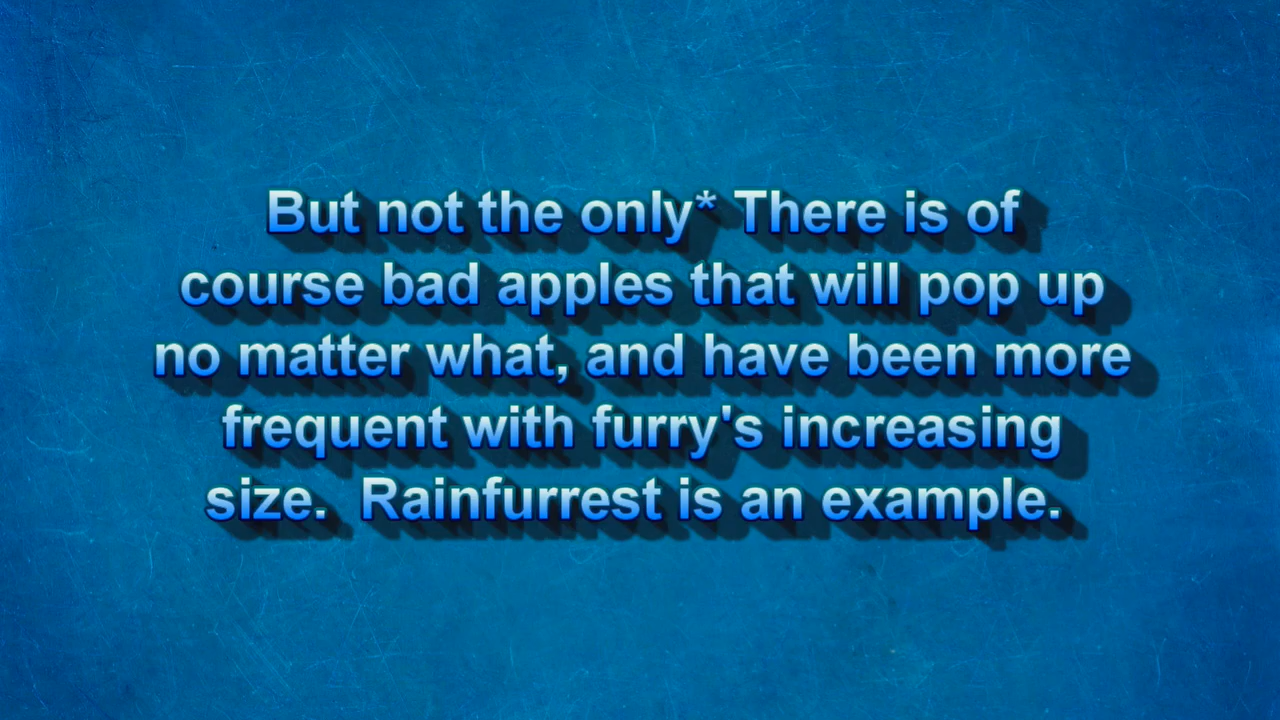 But not the only* There is of
course bad apples that will pop up
no matter what, and have been more
frequent with furry's increasing
size.  Rainfurrest is an example.